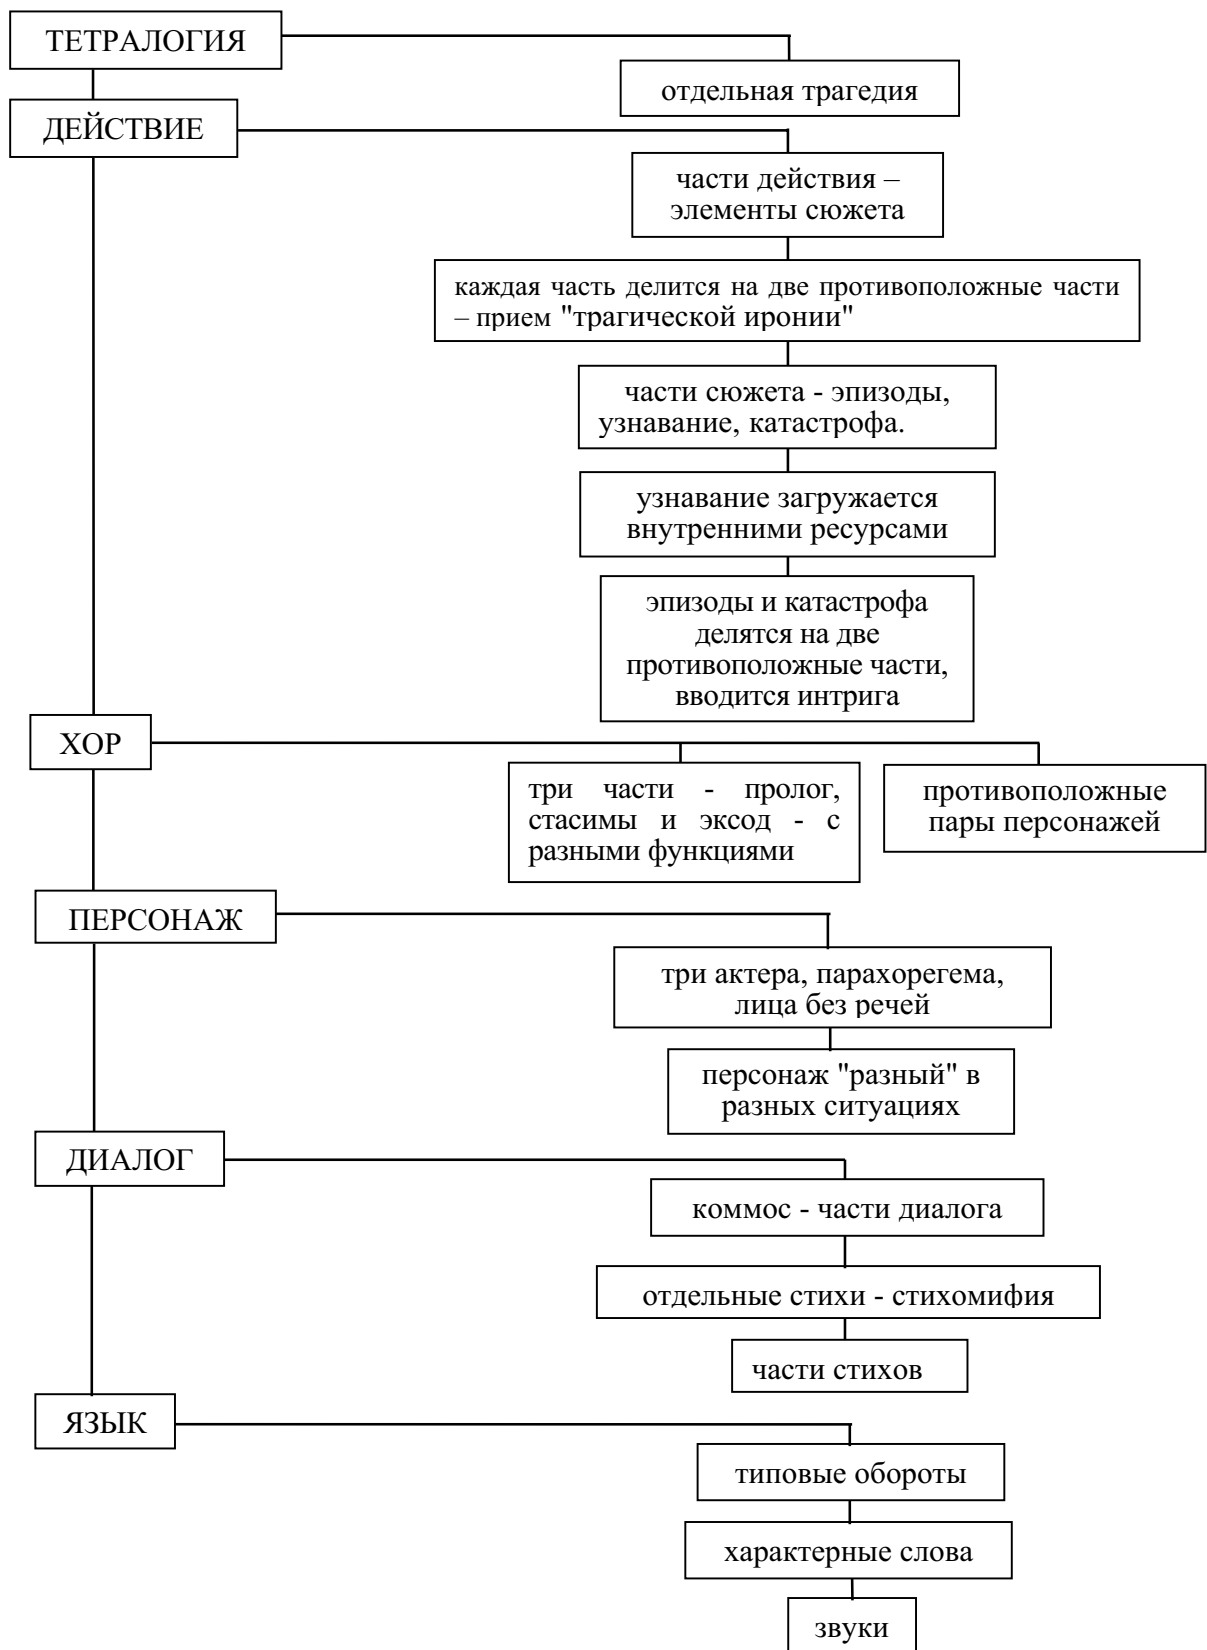 ТЕТРАЛОГИЯ
отдельная трагедия
ДЕЙСТВИЕ
части действия –
элементы сюжета
каждая часть делится на две противоположные части
– прием "трагической иронии"
части сюжета - эпизоды,
узнавание, катастрофа.
узнавание загружается
внутренними ресурсами
эпизоды и катастрофа
делятся на две
противоположные части,
вводится интрига
ХОР
три части - пролог,
стасимы и эксод - с
разными функциями
противоположные
пары персонажей
ПЕРСОНАЖ
три актера, парахорегема,
лица без речей
персонаж "разный" в
разных ситуациях
ДИАЛОГ
коммос - части диалога
отдельные стихи - стихомифия
части стихов
ЯЗЫК
типовые обороты
характерные слова
звуки